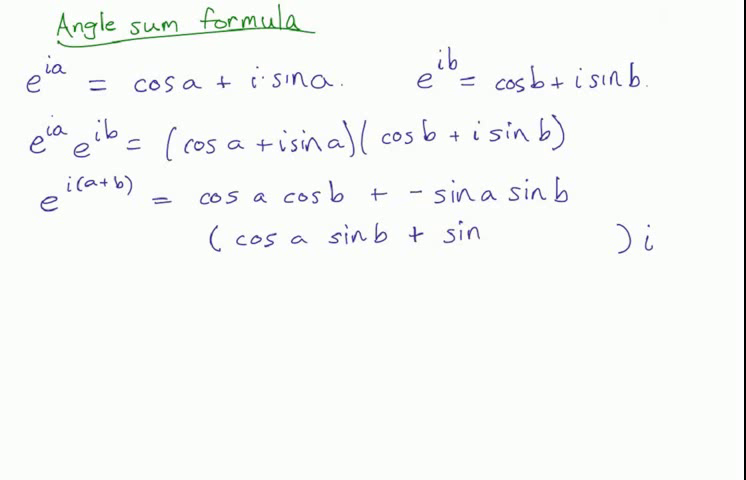 Angle sum formula
e^{ia} = cos a + i·sin a. e^{ib} = cos b + i sin b.
e^{ia} e^{ib} = (cos a + i sin a)(cos b + i sin b)
e^{i(a+b)} = cos a cos b + - sin a sin b
(cos a sin b + sin ) i